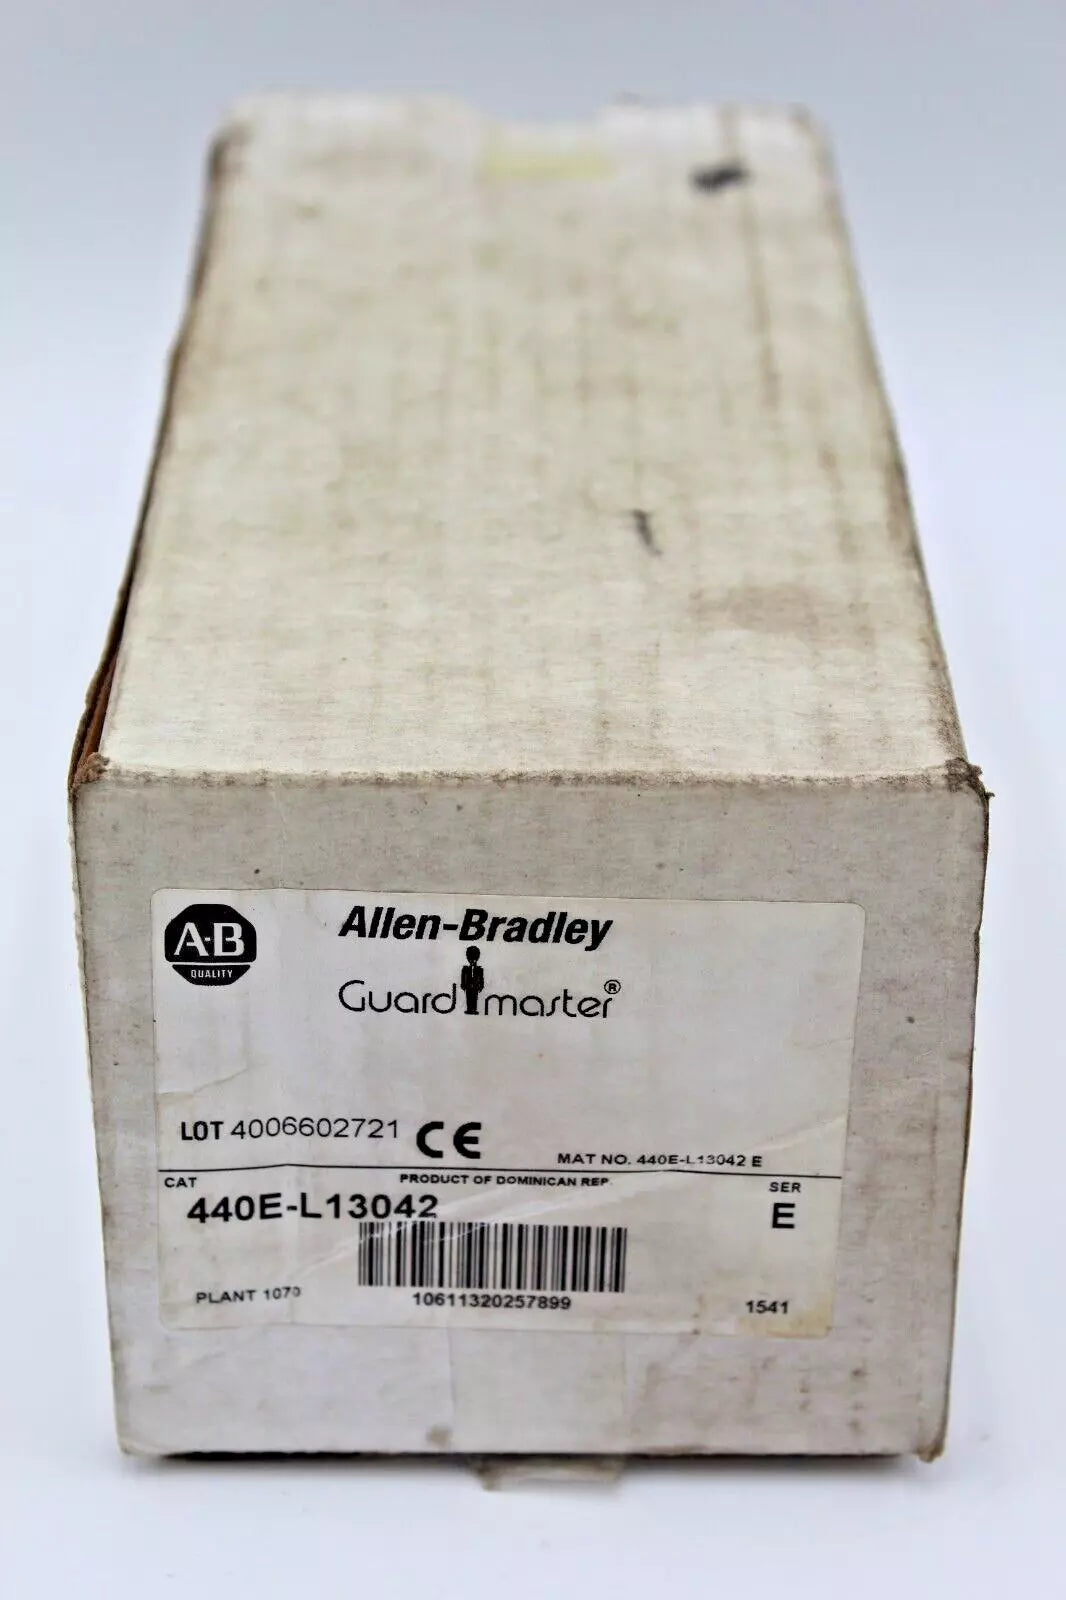 A-B
QUALITY
Allen-Bradley
Guardmaster®
LOT 4006602721 CE
MAT NO. 440E-L13042 E
CAT PRODUCT OF DOMINICAN REP. SER
440E-L13042 E
PLANT 1070 10611320257899 1541